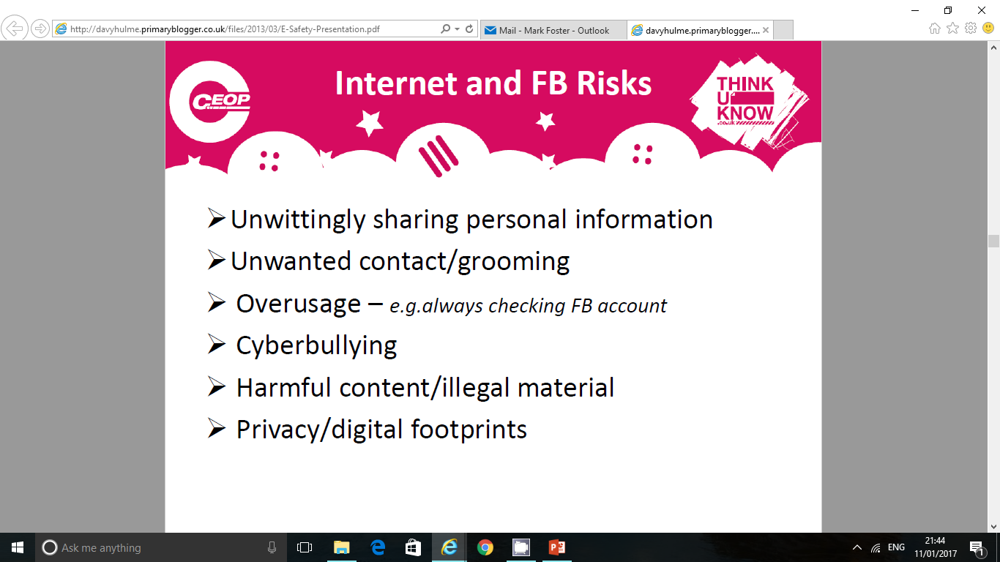 http://davyhulme.primaryblogger.co.uk/files/2013/03/E-Safety-Presentation.pdf
Mail - Mark Foster - Outlook
davyhulme.primaryblogger....
CEOP
Internet and FB Risks
THINK
U
KNOW
.co.uk
Unwittingly sharing personal information
Unwanted contact/grooming
Overusage – e.g.always checking FB account
Cyberbullying
Harmful content/illegal material
Privacy/digital footprints
Ask me anything
ENG
21:44
11/01/2017
1